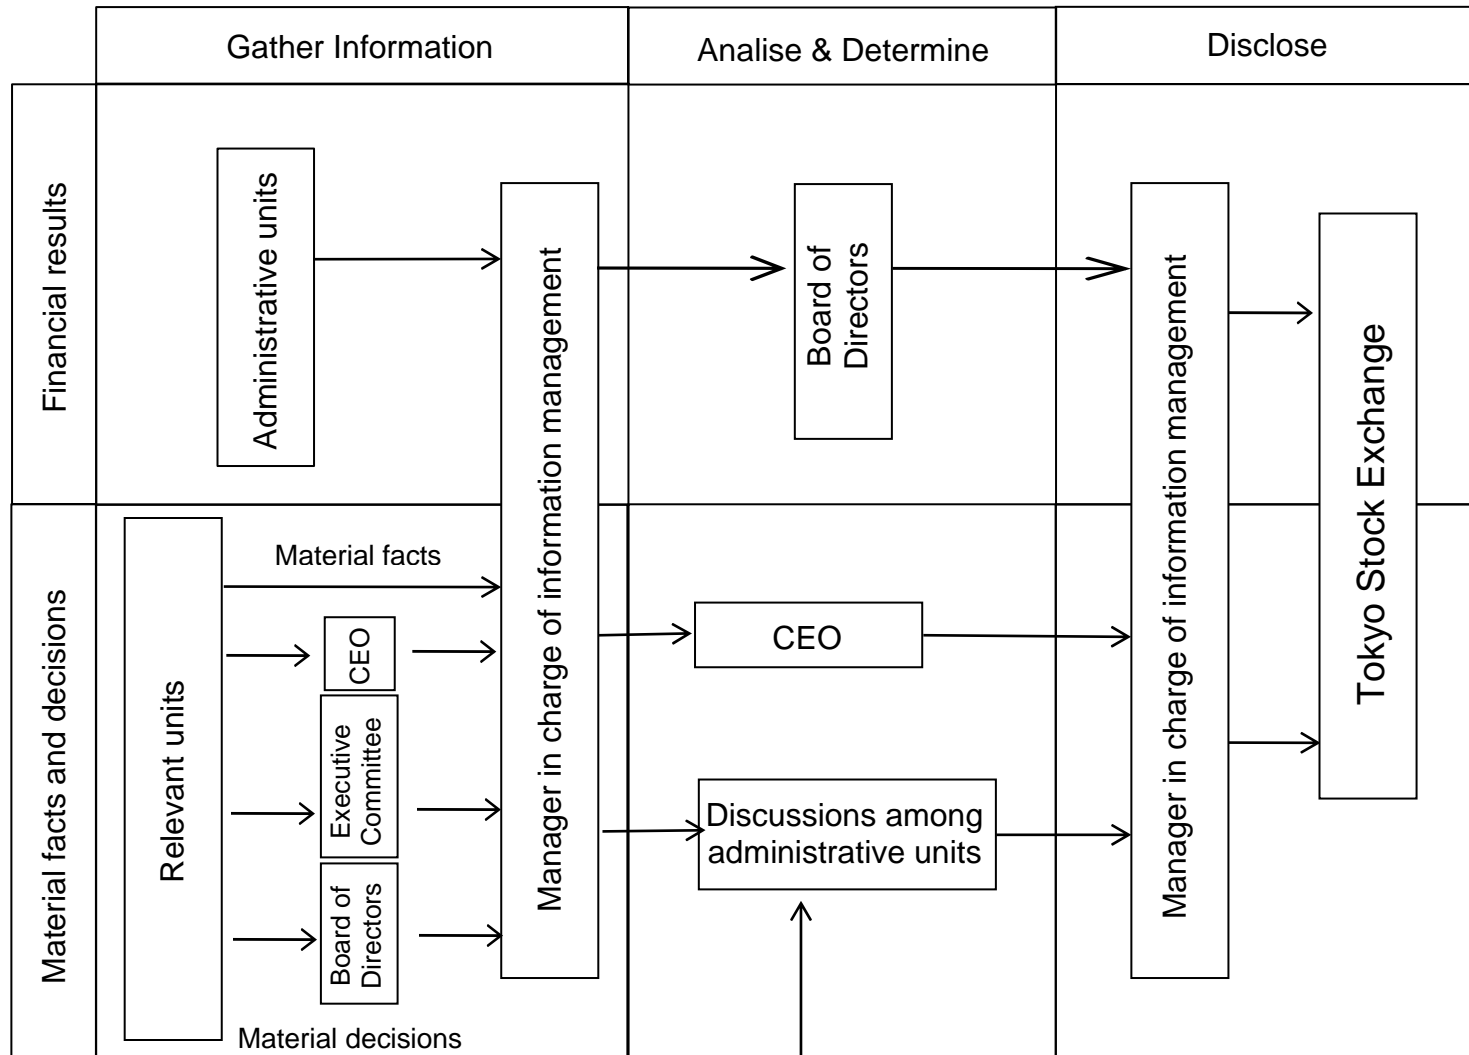 Gather Information
Analise & Determine
Disclose
Financial results
Administrative units
Manager in charge of information management
Board of
Directors
Manager in charge of information management
Tokyo Stock Exchange
Material facts and decisions
Relevant units
Material facts
CEO
Executive
Committee
Board of
Directors
Material decisions
CEO
Discussions among
administrative units